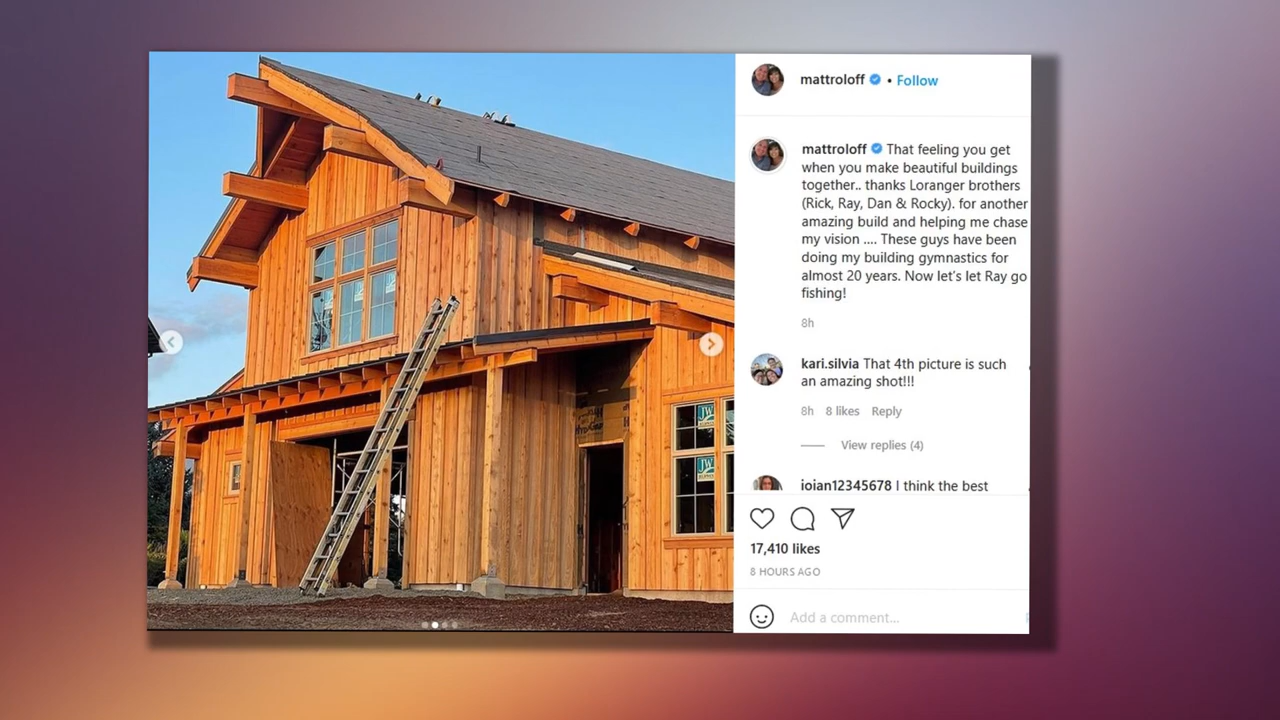 mattroloff • Follow
mattroloff That feeling you get
when you make beautiful buildings
together.. thanks Loranger brothers
(Rick, Ray, Dan & Rocky). for another
amazing build and helping me chase
my vision .... These guys have been
doing my building gymnastics for
almost 20 years. Now let's let Ray go
fishing!
8h
kari.silvia That 4th picture is such
an amazing shot!!!
8h 8 likes Reply
View replies (4)
ioian12345678 I think the best
17,410 likes
8 HOURS AGO
Add a comment...
JW
JW